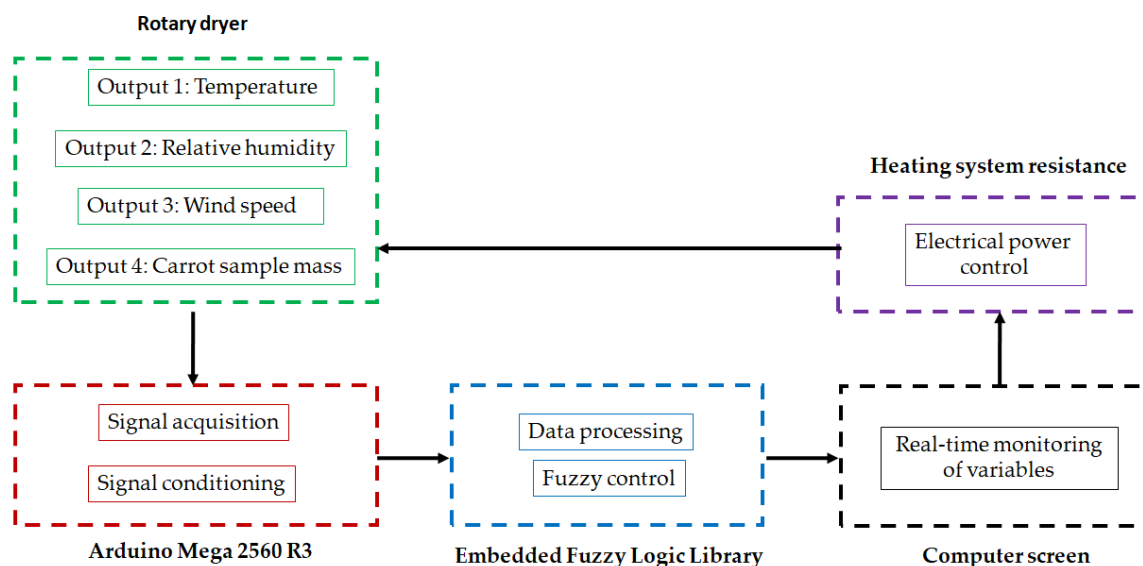 Rotary dryer
Output 1: Temperature
Output 2: Relative humidity
Output 3: Wind speed
Output 4: Carrot sample mass
Heating system resistance
Electrical power
control
Signal acquisition
Signal conditioning
Arduino Mega 2560 R3
Data processing
Fuzzy control
Embedded Fuzzy Logic Library
Real-time monitoring
of variables
Computer screen